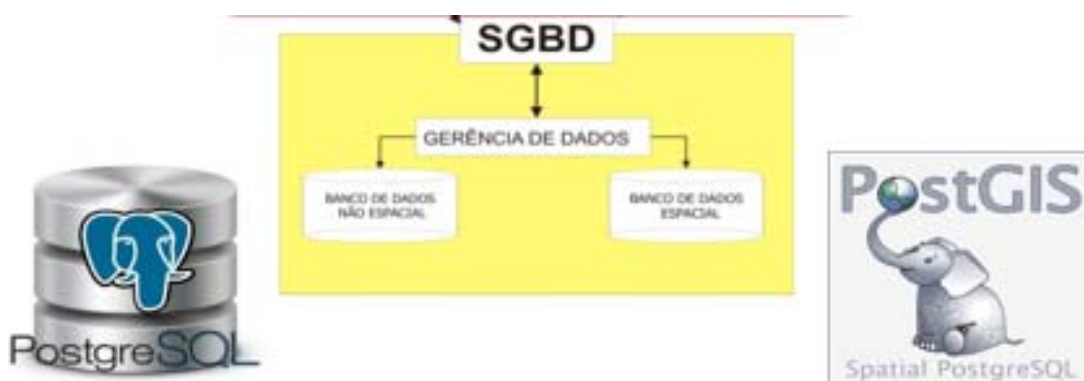 SGBD
GERÊNCIA DE DADOS
BANCO DE DADOS
NÃO ESPACIAL
BANCO DE DADOS
ESPACIAL
PostgreSQL
PostGIS
Spatial PostgreSQL